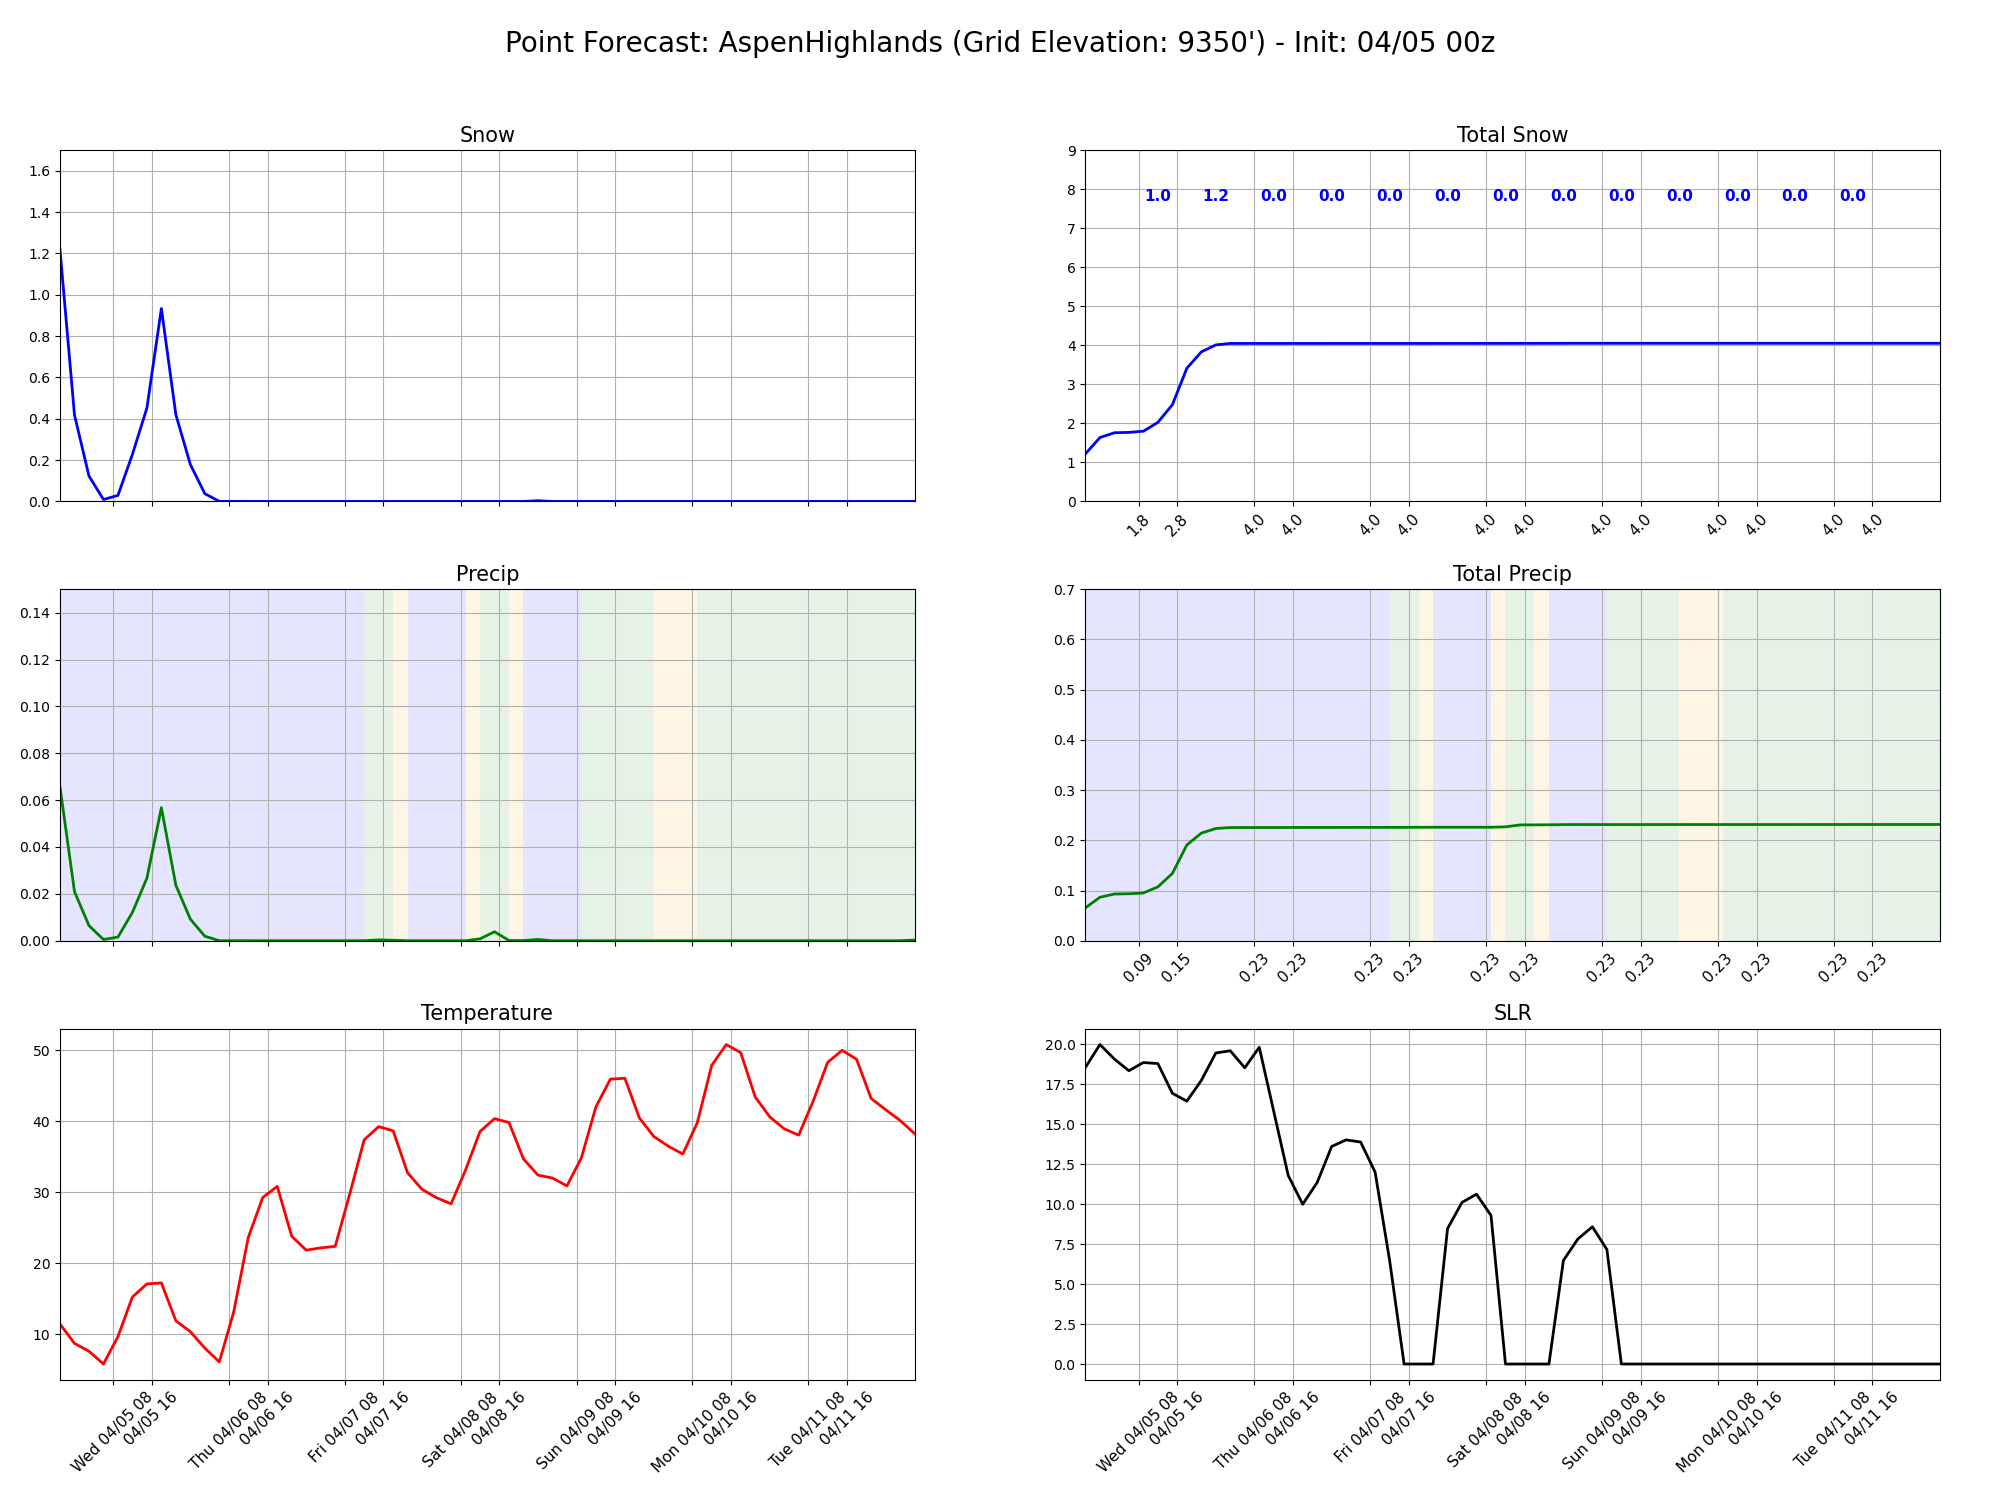 Point Forecast: AspenHighlands (Grid Elevation: 9350') - Init: 04/05 00z
Snow
1.6
1.4
1.2
1.0
0.8
0.6
0.4
0.2
0.0
Total Snow
9
8
7
6
5
4
3
2
1
0
1.0 1.2 0.0 0.0 0.0 0.0 0.0 0.0 0.0 0.0 0.0 0.0 0.0
1.8 2.8 4.0 4.0 4.0 4.0 4.0 4.0 4.0 4.0 4.0 4.0 4.0 4.0
Precip
0.14
0.12
0.10
0.08
0.06
0.04
0.02
0.00
Total Precip
0.7
0.6
0.5
0.4
0.3
0.2
0.1
0.0
0.09 0.15 0.23 0.23 0.23 0.23 0.23 0.23 0.23 0.23 0.23 0.23 0.23 0.23
Temperature
50
40
30
20
10
Wed 04/05 08
04/05 16
Thu 04/06 08
04/06 16
Fri 04/07 08
04/07 16
Sat 04/08 08
04/08 16
Sun 04/09 08
04/09 16
Mon 04/10 08
04/10 16
Tue 04/11 08
04/11 16
SLR
20.0
17.5
15.0
12.5
10.0
7.5
5.0
2.5
0.0
Wed 04/05 08
04/05 16
Thu 04/06 08
04/06 16
Fri 04/07 08
04/07 16
Sat 04/08 08
04/08 16
Sun 04/09 08
04/09 16
Mon 04/10 08
04/10 16
Tue 04/11 08
04/11 16